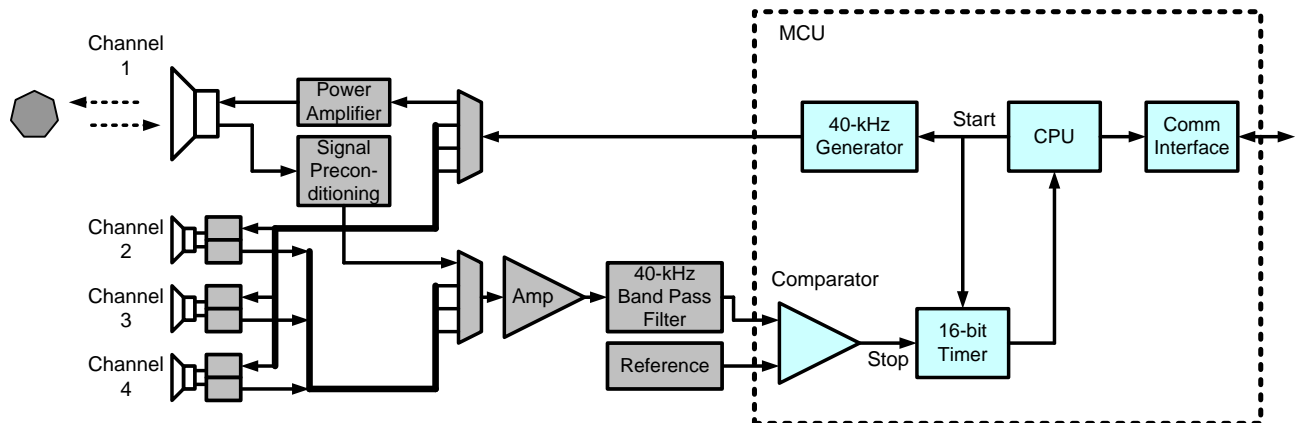 MCU
Channel
1
Power
Amplifier
Signal
Precon-
ditioning
40-kHz
Generator
Start
CPU
Comm
Interface
Channel
2
Channel
3
Channel
4
Amp
40-kHz
Band Pass
Filter
Reference
Comparator
Stop
16-bit
Timer